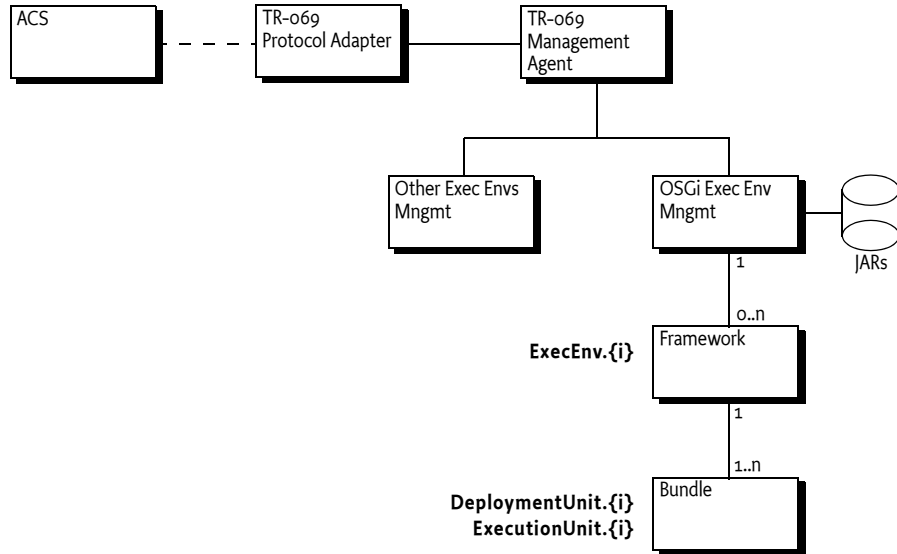 ACS
TR-069
Protocol Adapter
TR-069
Management
Agent
Other Exec Envs
Mngmt
OSGi Exec Env
Mngmt
JARs
1
0..n
ExecEnv.{i}
Framework
1
1..n
DeploymentUnit.{i}
ExecutionUnit.{i}
Bundle